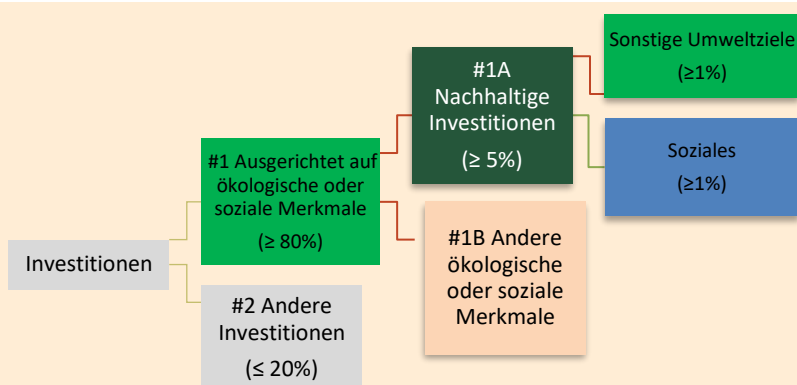 Investitionen
#1 Ausgerichtet auf
ökologische oder
soziale Merkmale
(≥ 80%)
#2 Andere
Investitionen
(≤ 20%)
#1A
Nachhaltige
Investitionen
(≥ 5%)
#1B Andere
ökologische
oder soziale
Merkmale
Sonstige Umweltziele
(≥1%)
Soziales
(≥1%)